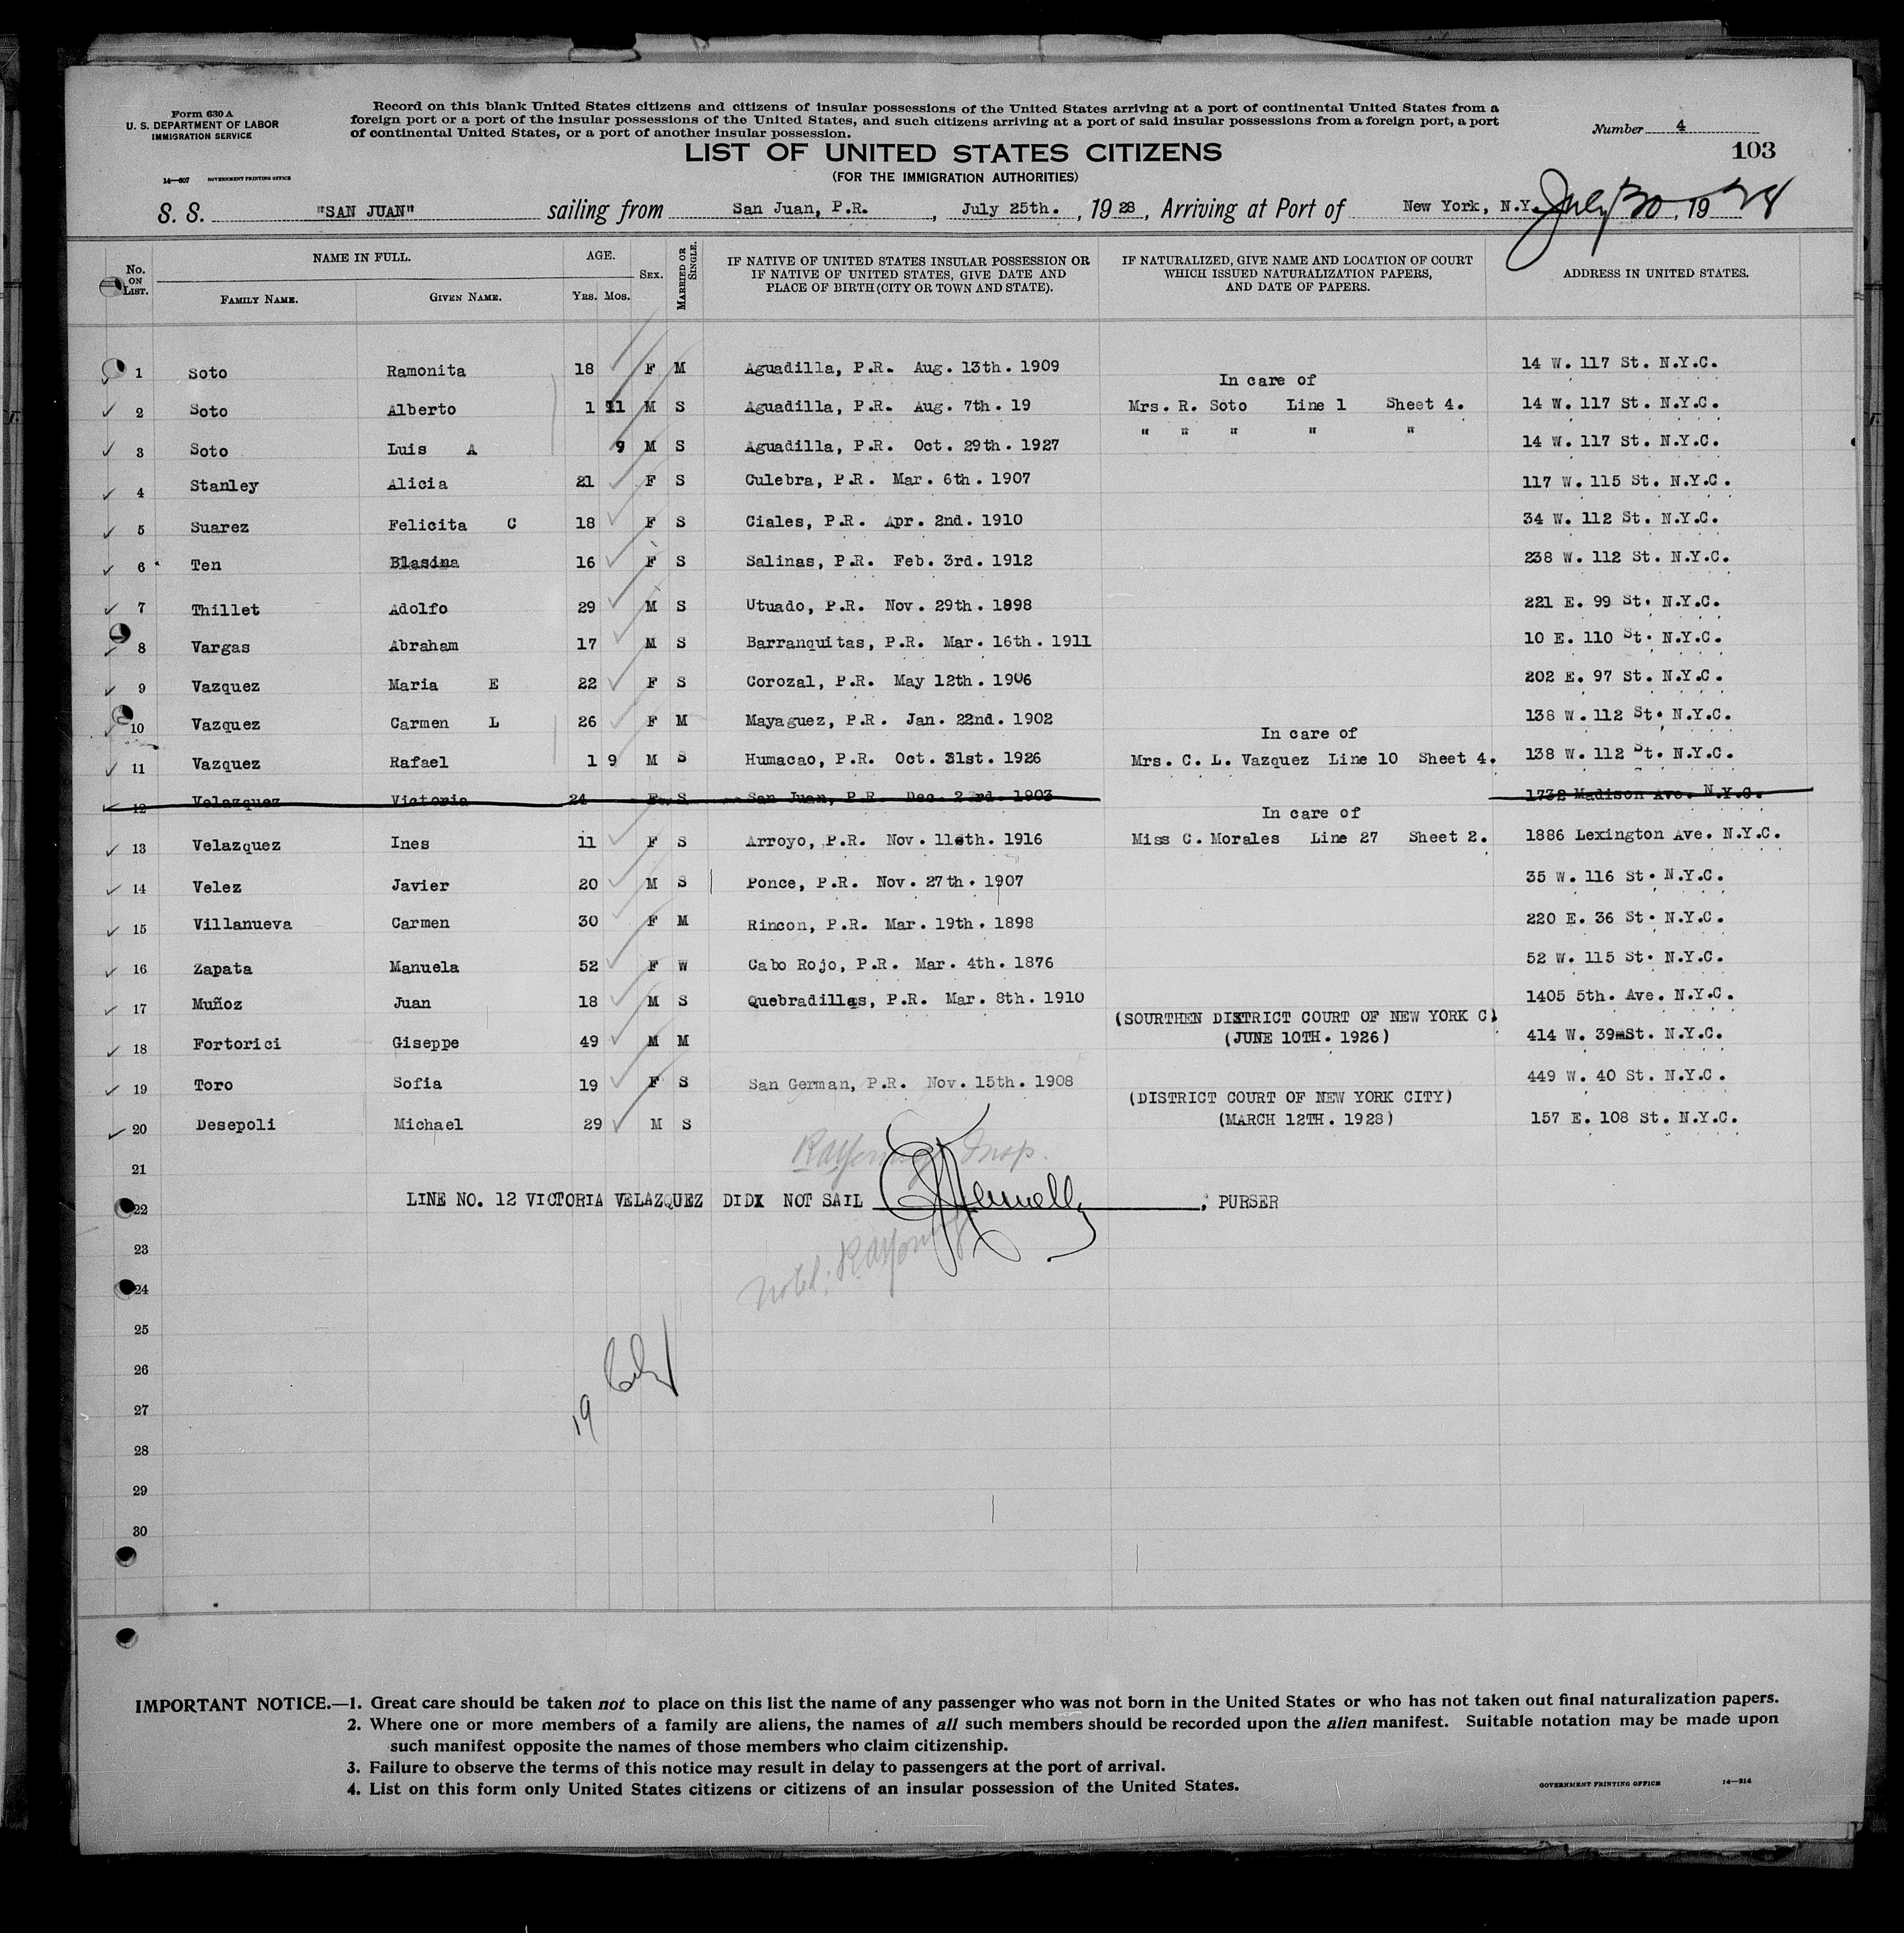 Form 630 A
U. S. DEPARTMENT OF LABOR
IMMIGRATION SERVICE
14—607 GOVERNMENT PRINTING OFFICE
Record on this blank United States citizens and citizens of insular possessions of the United States arriving at a port of continental United States from a
foreign port or a port of the insular possessions of the United States, and such citizens arriving at a port of said insular possessions from a foreign port, a port
of continental United States, or a port of another insular possession.
Number 4
103
LIST OF UNITED STATES CITIZENS
(FOR THE IMMIGRATION AUTHORITIES)
S. S. "SAN JUAN" sailing from San Juan, P.R. , July 25th. , 19 28 , Arriving at Port of New York, N.Y. July 30 , 19 28
No. ON LIST. NAME IN FULL. FAMILY NAME. GIVEN NAME. AGE. YRS. MOS. SEX. MARRIED OR SINGLE. IF NATIVE OF UNITED STATES INSULAR POSSESSION OR IF NATIVE OF UNITED STATES, GIVE DATE AND PLACE OF BIRTH (CITY OR TOWN AND STATE). IF NATURALIZED, GIVE NAME AND LOCATION OF COURT WHICH ISSUED NATURALIZATION PAPERS, AND DATE OF PAPERS. ADDRESS IN UNITED STATES.
1 Soto Ramonita 18 F M Aguadilla, P.R. Aug. 13th. 1909 14 W. 117 St. N.Y.C.
In care of
2 Soto Alberto 1 11 M S Aguadilla, P.R. Aug. 7th. 19 Mrs. R. Soto Line 1 Sheet 4. 14 W. 117 St. N.Y.C.
3 Soto Luis A 9 M S Aguadilla, P.R. Oct. 29th. 1927 " " " " " 14 W. 117 St. N.Y.C.
4 Stanley Alicia 21 F S Culebra, P.R. Mar. 6th. 1907 117 W. 115 St. N.Y.C.
5 Suarez Felicita C 18 F S Ciales, P.R. Apr. 2nd. 1910 34 W. 112 St. N.Y.C.
6 Ten Blasina 16 F S Salinas, P.R. Feb. 3rd. 1912 238 W. 112 St. N.Y.C.
7 Thillet Adolfo 29 M S Utuado, P.R. Nov. 29th. 1898 221 E. 99 St. N.Y.C.
8 Vargas Abraham 17 M S Barranquitas, P.R. Mar. 16th. 1911 10 E. 110 St. N.Y.C.
9 Vazquez Maria E 22 F S Corozal, P.R. May 12th. 1906 202 E. 97 St. N.Y.C.
10 Vazquez Carmen L 26 F M Mayaguez, P.R. Jan. 22nd. 1902 138 W. 112 St. N.Y.C.
In care of
11 Vazquez Rafael 1 9 M S Humacao, P.R. Oct. 31st. 1926 Mrs. C. L. Vazquez Line 10 Sheet 4. 138 W. 112 St. N.Y.C.
12 Velazquez Victoria 24 F S San Juan, P.R. Dec. 23rd. 1903 1732 Madison Ave. N.Y.C.
In care of
13 Velazquez Ines 11 F S Arroyo, P.R. Nov. 11th. 1916 Miss C. Morales Line 27 Sheet 2. 1886 Lexington Ave. N.Y.C.
14 Velez Javier 20 M S Ponce, P.R. Nov. 27th. 1907 35 W. 116 St. N.Y.C.
15 Villanueva Carmen 30 F M Rincon, P.R. Mar. 19th. 1898 220 E. 36 St. N.Y.C.
16 Zapata Manuela 52 F W Cabo Rojo, P.R. Mar. 4th. 1876 52 W. 115 St. N.Y.C.
17 Muñoz Juan 18 M S Quebradillas, P.R. Mar. 8th. 1910 1405 5th. Ave. N.Y.C.
(SOURTHEN DISTRICT COURT OF NEW YORK C)
18 Fortorici Giseppe 49 M M (JUNE 10TH. 1926) 414 W. 39 St. N.Y.C.
19 Toro Sofia 19 F S San German, P.R. Nov. 15th. 1908 449 W. 40 St. N.Y.C.
(DISTRICT COURT OF NEW YORK CITY)
20 Desepoli Michael 29 M S (MARCH 12TH. 1928) 157 E. 108 St. N.Y.C.
21 Insp.
22 LINE NO. 12 VICTORIA VELAZQUEZ DIDX NOT SAIL , PURSER
23
noted:
24
25
26
27 19
28
29
30
IMPORTANT NOTICE.—1. Great care should be taken not to place on this list the name of any passenger who was not born in the United States or who has not taken out final naturalization papers.
2. Where one or more members of a family are aliens, the names of all such members should be recorded upon the alien manifest. Suitable notation may be made upon
such manifest opposite the names of those members who claim citizenship.
3. Failure to observe the terms of this notice may result in delay to passengers at the port of arrival.
4. List on this form only United States citizens or citizens of an insular possession of the United States.
GOVERNMENT PRINTING OFFICE 14—314